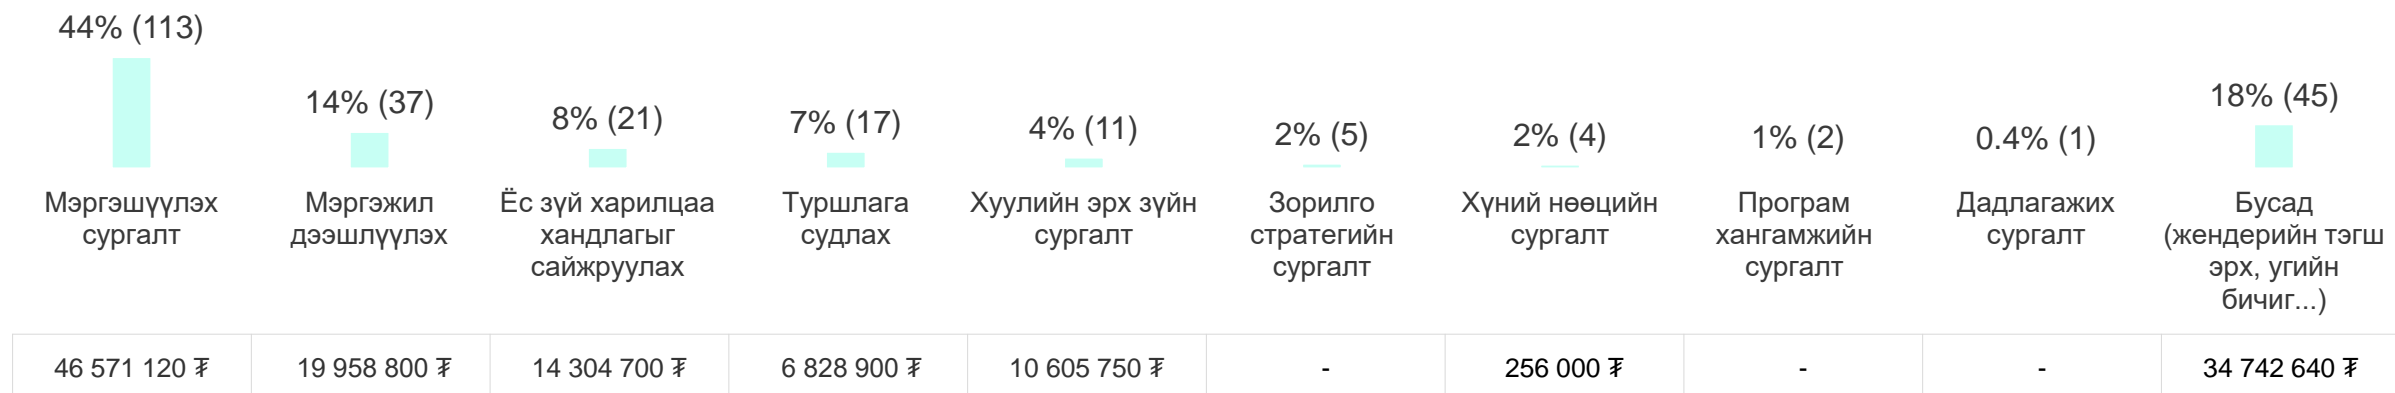 44% (113)
14% (37)
8% (21)
7% (17)
4% (11)
2% (5)
2% (4)
1% (2)
0.4% (1)
18% (45)
Мэргэшүүлэх
сургалт
Мэргэжил
дээшлүүлэх
Ёс зүй харилцаа
хандлагыг
сайжруулах
Туршлага
судлах
Хуулийн эрх зүйн
сургалт
Зорилго
стратегийн
сургалт
Хүний нөөцийн
сургалт
Програм
хангамжийн
сургалт
Дадлагажих
сургалт
Бусад
(жендерийн тэгш
эрх, угийн
бичиг...)
46 571 120 ₮
19 958 800 ₮
14 304 700 ₮
6 828 900 ₮
10 605 750 ₮
-
256 000 ₮
-
-
34 742 640 ₮